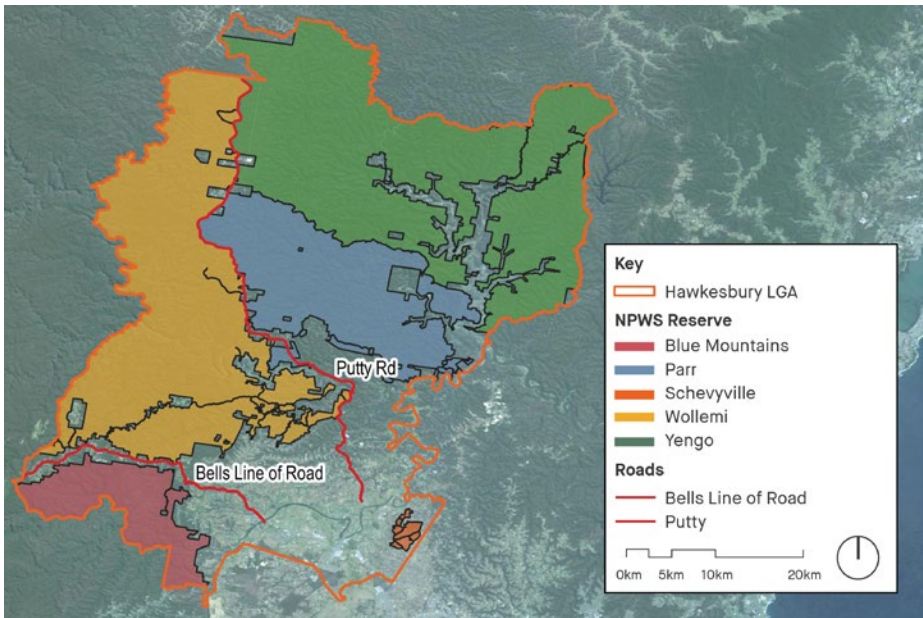 Putty Rd
Bells Line of Road
Key
Hawkesbury LGA
NPWS Reserve
Blue Mountains
Parr
Schevyville
Wollemi
Yengo
Roads
Bells Line of Road
Putty
0km 5km 10km 20km